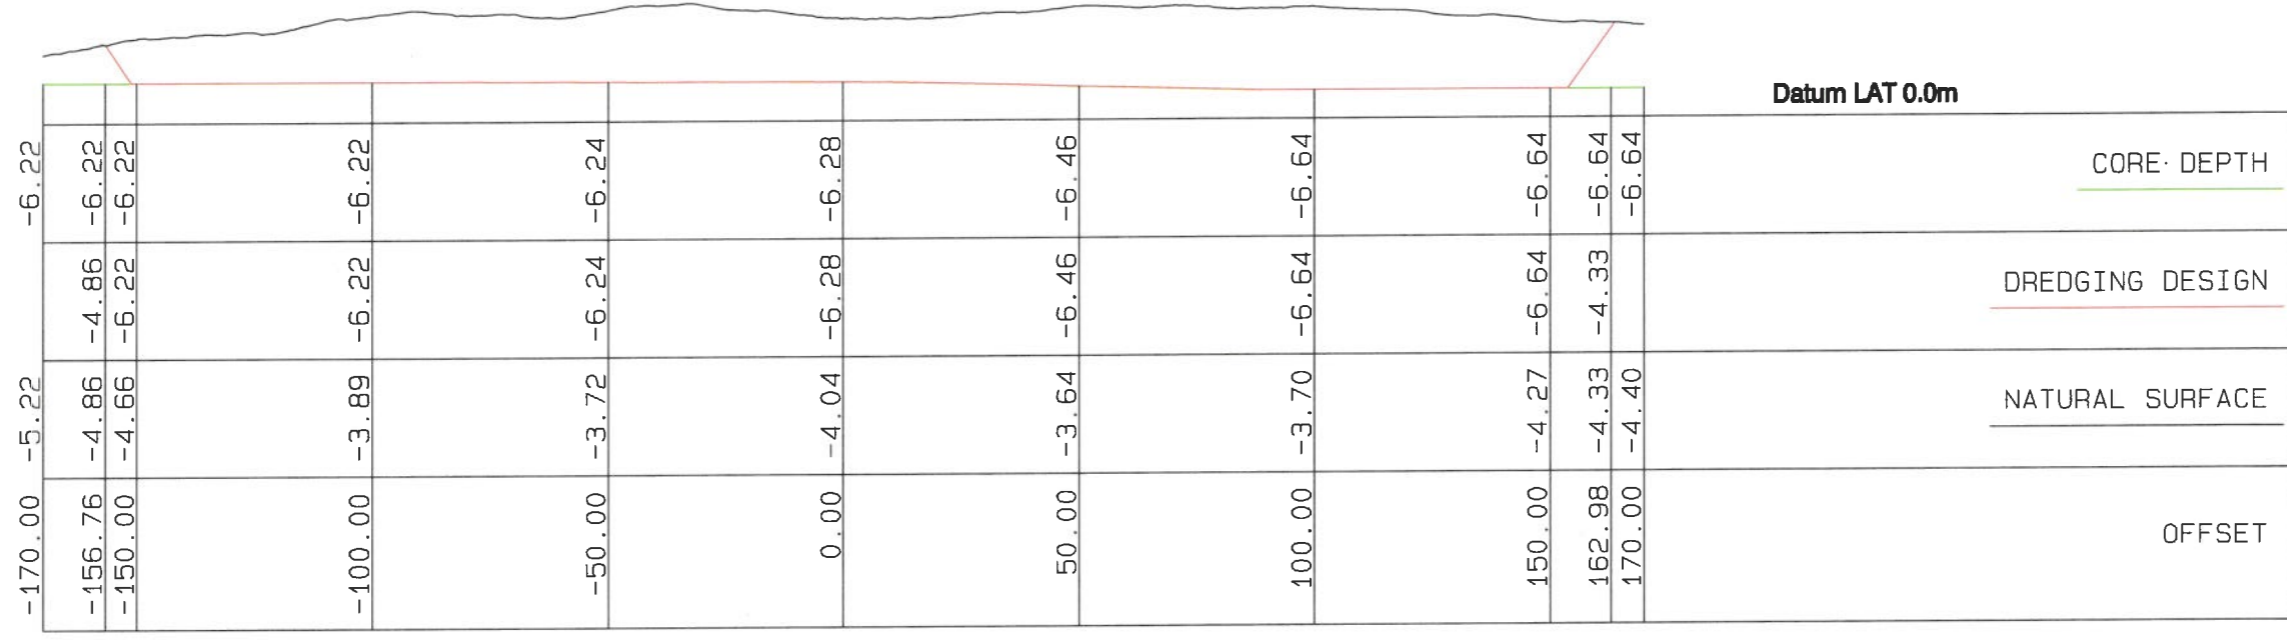 Datum LAT 0.0m
-6.22 -6.22 -6.22 -6.22 -6.24 -6.28 -6.46 -6.64 -6.64 -6.64 -6.64 CORE· DEPTH
-4.86 -6.22 -6.22 -6.24 -6.28 -6.46 -6.64 -6.64 -4.33 DREDGING DESIGN
-5.22 -4.86 -4.66 -3.89 -3.72 -4.04 -3.64 -3.70 -4.27 -4.33 -4.40 NATURAL SURFACE
-170.00 -156.76 -150.00 -100.00 -50.00 0.00 50.00 100.00 150.00 162.98 170.00 OFFSET